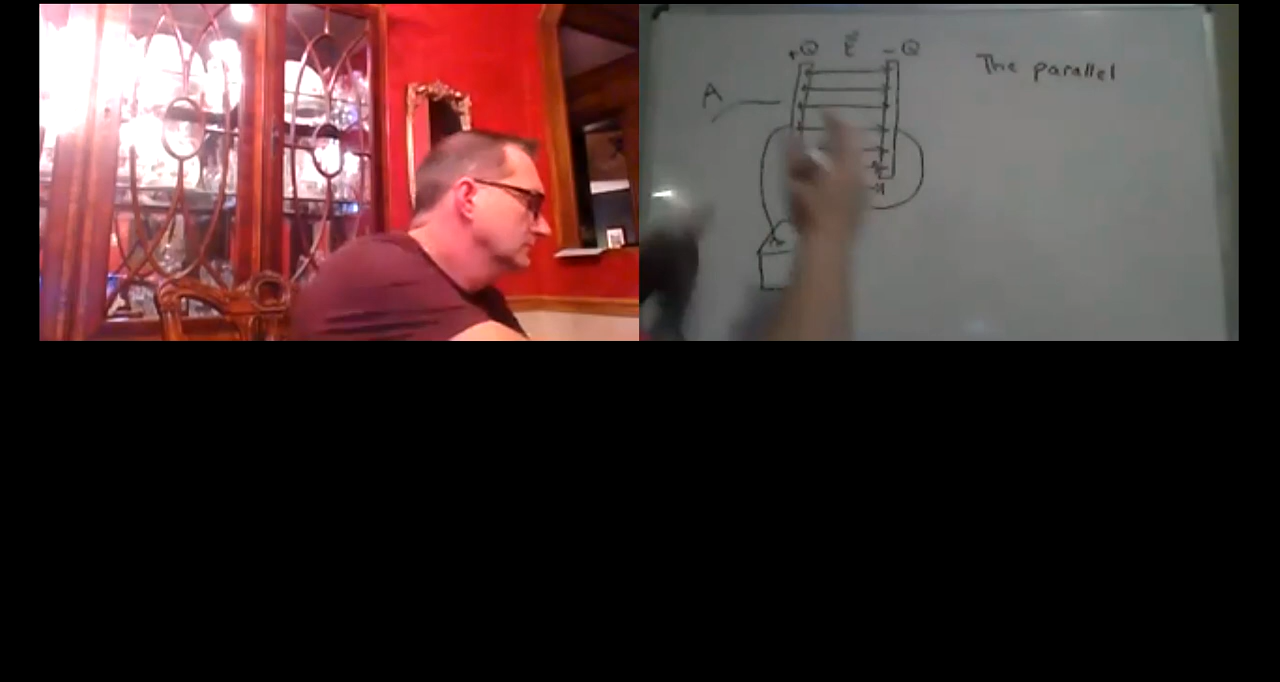 +Q E⃗ -Q
The parallel
A